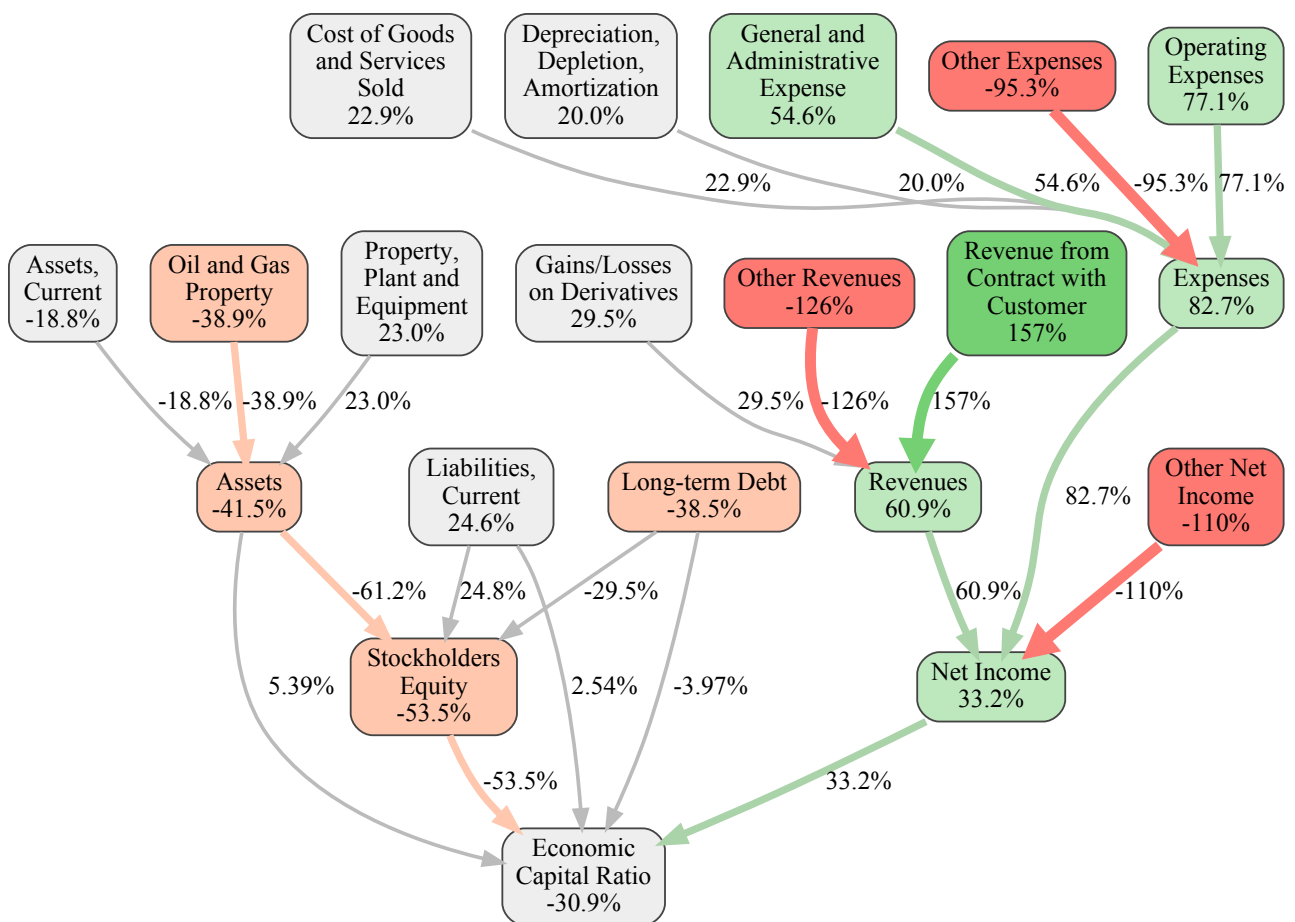 Cost of Goods
and Services
Sold
22.9%
Depreciation,
Depletion,
Amortization
20.0%
General and
Administrative
Expense
54.6%
Other Expenses
-95.3%
Operating
Expenses
77.1%
22.9%
20.0%
54.6%
-95.3%
77.1%
Assets,
Current
-18.8%
Oil and Gas
Property
-38.9%
Property,
Plant and
Equipment
23.0%
Gains/Losses
on Derivatives
29.5%
Other Revenues
-126%
Revenue from
Contract with
Customer
157%
Expenses
82.7%
-18.8%
-38.9%
23.0%
29.5%
-126%
157%
Assets
-41.5%
Liabilities,
Current
24.6%
Long-term Debt
-38.5%
Revenues
60.9%
82.7%
Other Net
Income
-110%
-61.2%
24.8%
-29.5%
60.9%
-110%
5.39%
Stockholders
Equity
-53.5%
2.54%
-3.97%
Net Income
33.2%
-53.5%
33.2%
Economic
Capital Ratio
-30.9%